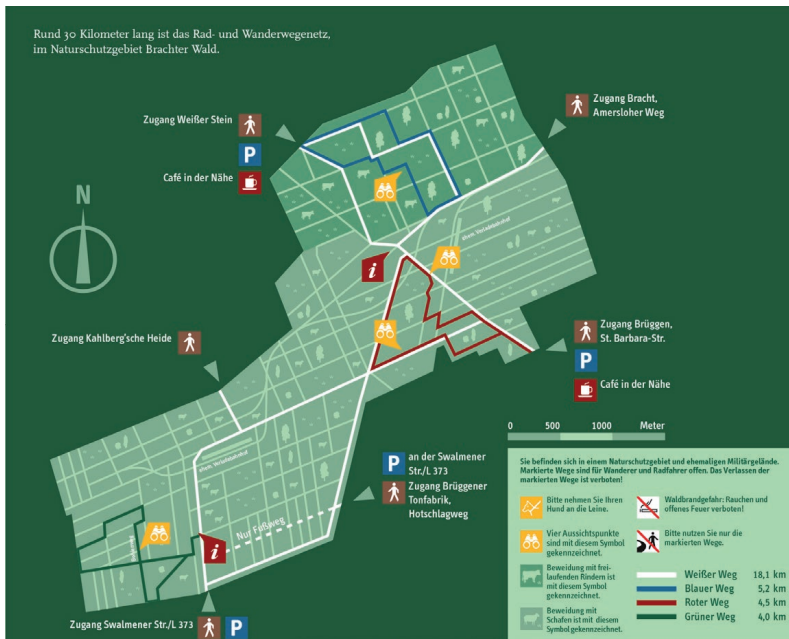 Rund 30 Kilometer lang ist das Rad- und Wanderwegenetz,
im Naturschutzgebiet Brachter Wald.
Zugang Weißer Stein
P
Café in der Nähe
Zugang Bracht,
Amersloher Weg
N
ehem. Verladebahnhof
i
Zugang Kahlberg'sche Heide
Zugang Brüggen,
St. Barbara-Str.
P
Café in der Nähe
0 500 1000 Meter
ehem. Verladebahnhof
P
an der Swalmener
Str./L 373
Zugang Brüggener
Tonfabrik,
Hotschlagweg
Nur Fußweg
i
Zugang Swalmener Str./L 373
P
Sie befinden sich in einem Naturschutzgebiet und ehemaligen Militärgelände.
Markierte Wege sind für Wanderer und Radfahrer offen. Das Verlassen der
markierten Wege ist verboten!
Bitte nehmen Sie Ihren
Hund an die Leine.
Waldbrandgefahr: Rauchen und
offenes Feuer verboten!
Vier Aussichtspunkte
sind mit diesem Symbol
gekennzeichnet.
Bitte nutzen Sie nur die
markierten Wege.
Beweidung mit frei-
laufenden Rindern ist
mit diesem Symbol
gekennzeichnet.
Beweidung mit
Schafen ist mit diesem
Symbol gekennzeichnet.
Weißer Weg 18,1 km
Blauer Weg 5,2 km
Roter Weg 4,5 km
Grüner Weg 4,0 km